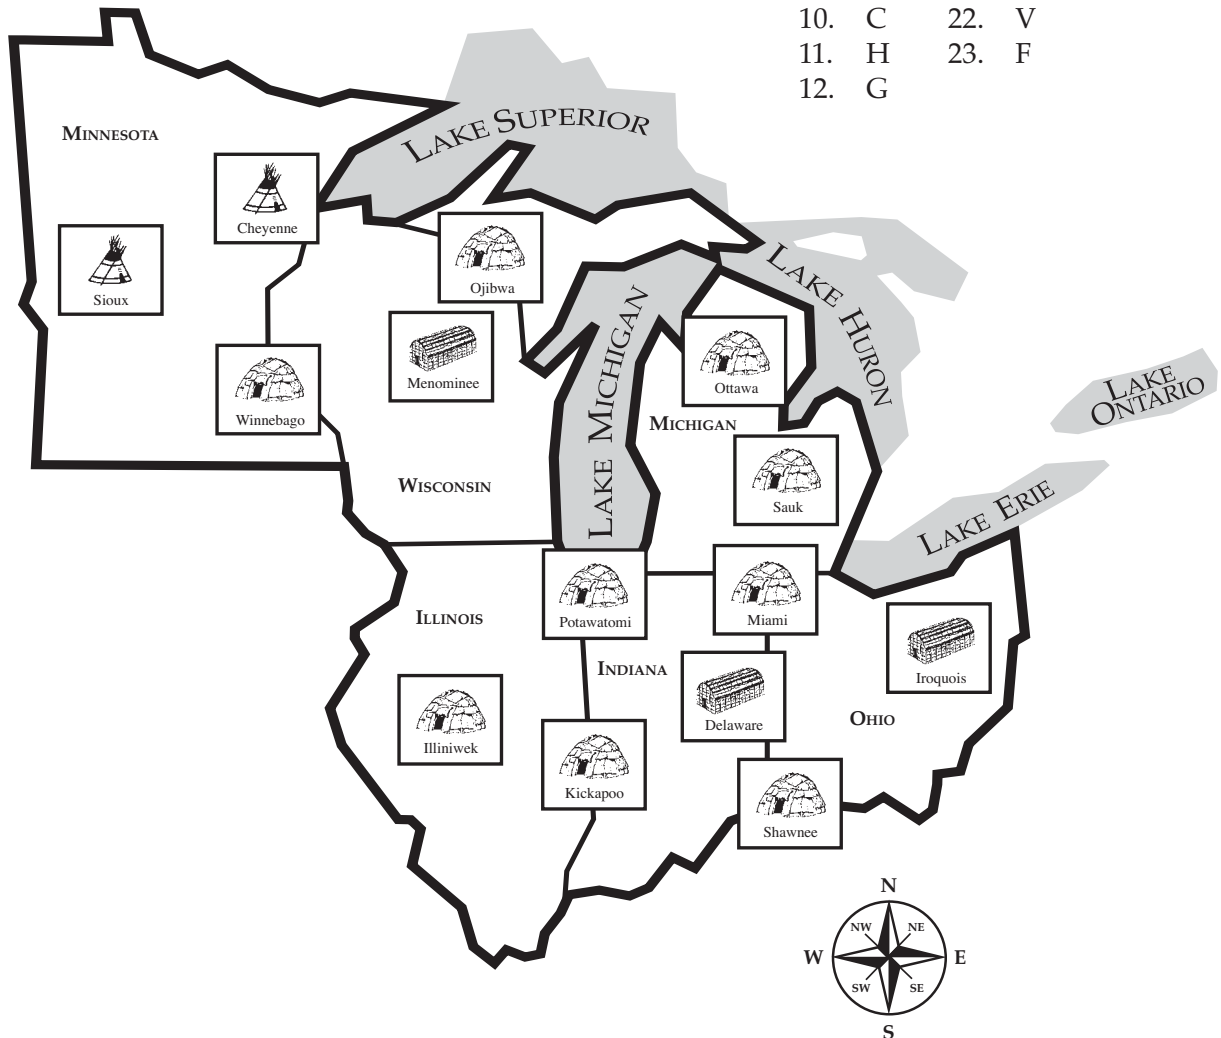 10. C 22. V
11. H 23. F
12. G
LAKE SUPERIOR
MINNESOTA
Cheyenne
Sioux
Ojibwa
LAKE HURON
LAKE MICHIGAN
Menominee
Ottawa
LAKE
ONTARIO
Winnebago
MICHIGAN
WISCONSIN
Sauk
LAKE ERIE
Potawatomi
Miami
ILLINOIS
INDIANA
Iroquois
Delaware
OHIO
Illiniwek
Kickapoo
Shawnee
N
NW NE
W E
SW SE
S